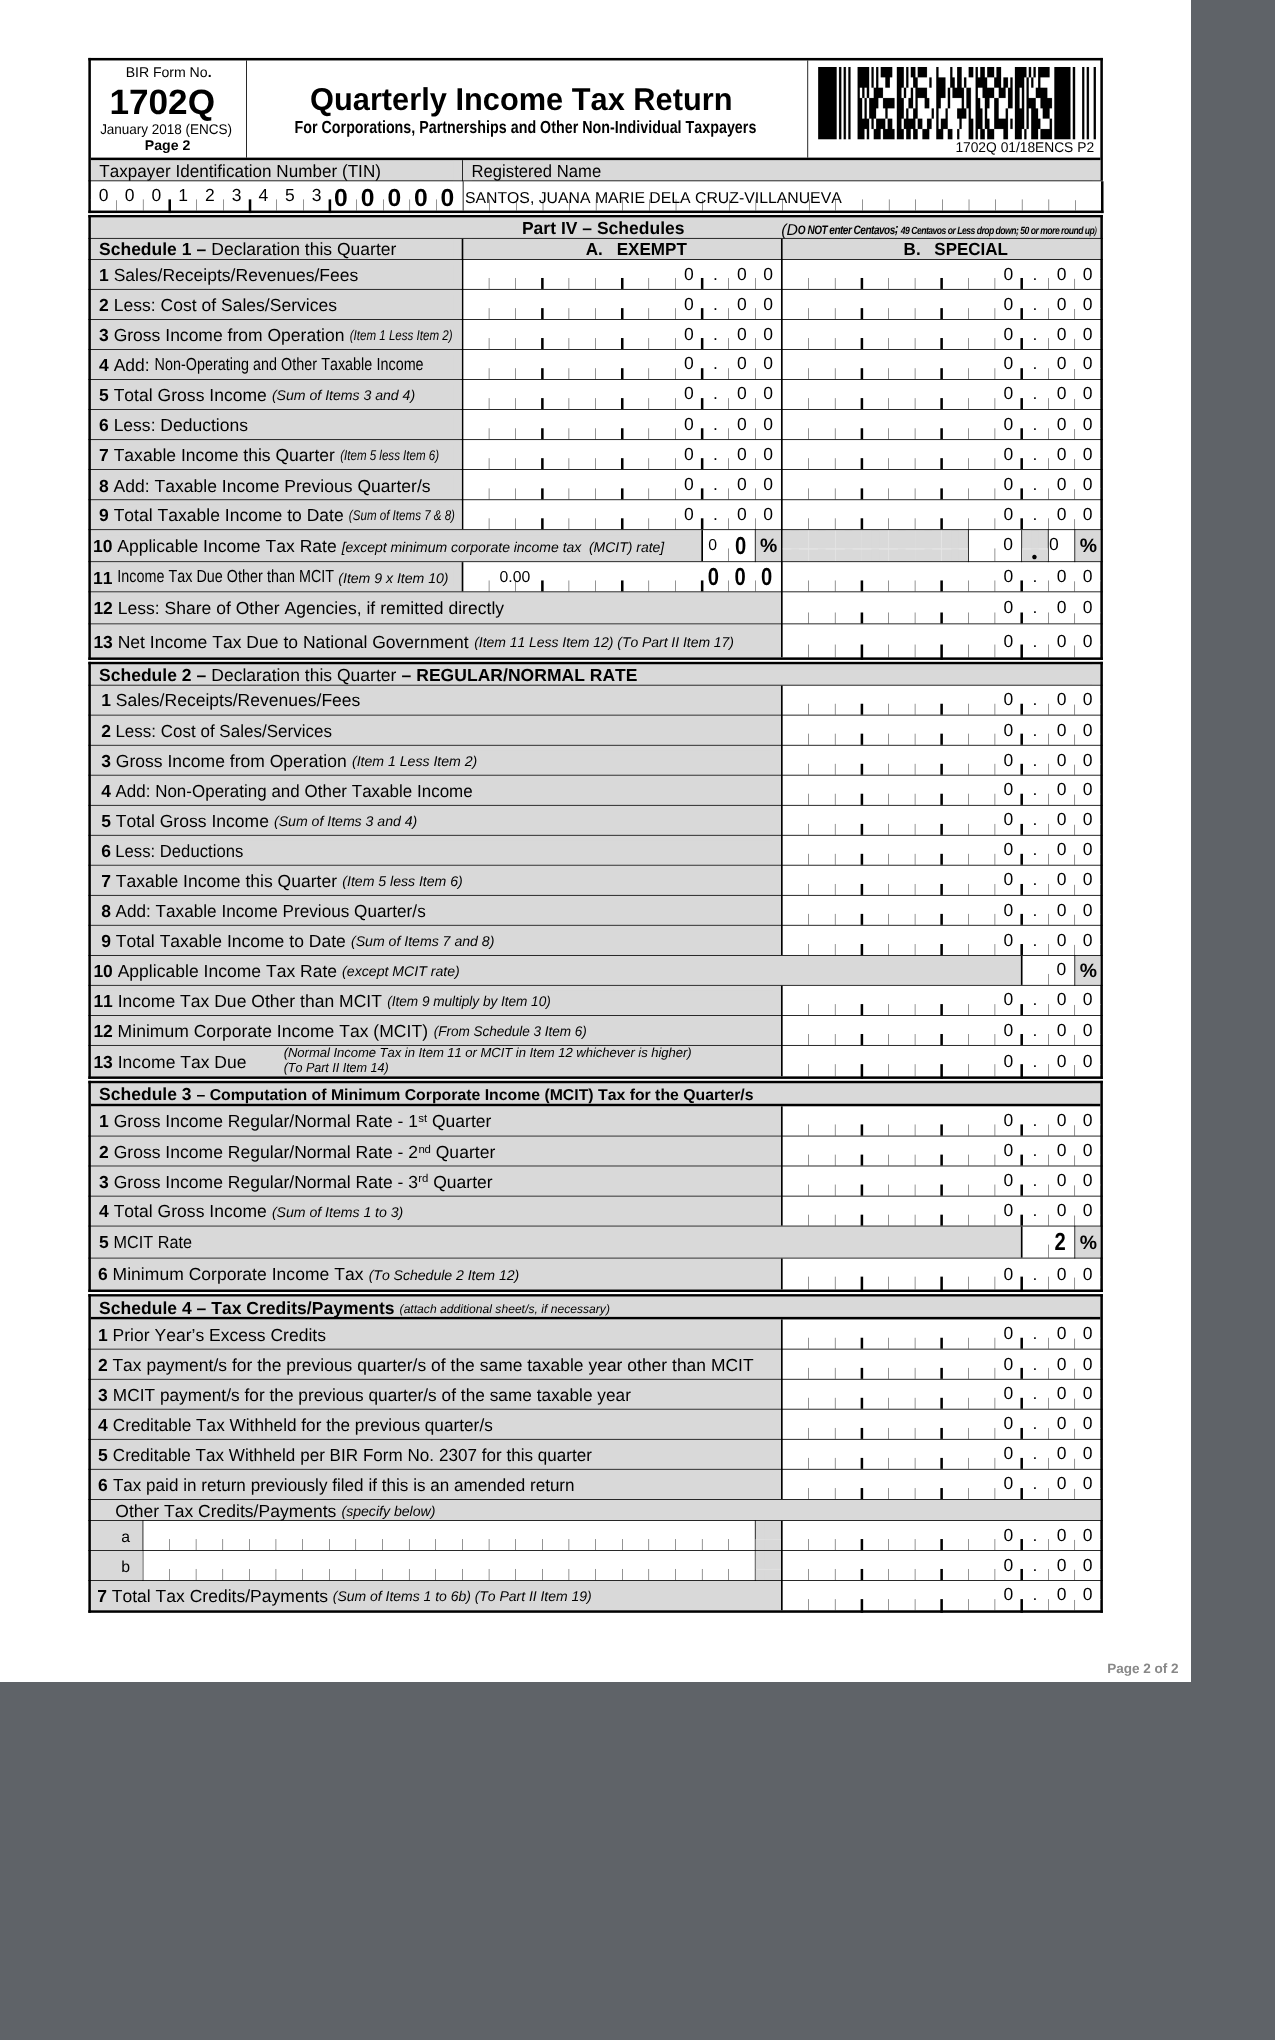 BIR Form No.
1702Q
January 2018 (ENCS)
Page 2
Quarterly Income Tax Return
For Corporations, Partnerships and Other Non-Individual Taxpayers
1702Q 01/18ENCS P2
Taxpayer Identification Number (TIN) Registered Name
0 0 0 1 2 3 4 5 3 0 0 0 0 0 SANTOS, JUANA MARIE DELA CRUZ-VILLANUEVA
Part IV – Schedules (DO NOT enter Centavos; 49 Centavos or Less drop down; 50 or more round up)
Schedule 1 – Declaration this Quarter A. EXEMPT B. SPECIAL
1 Sales/Receipts/Revenues/Fees 0 . 0 0 0 . 0 0
2 Less: Cost of Sales/Services 0 . 0 0 0 . 0 0
3 Gross Income from Operation (Item 1 Less Item 2) 0 . 0 0 0 . 0 0
4 Add: Non-Operating and Other Taxable Income 0 . 0 0 0 . 0 0
5 Total Gross Income (Sum of Items 3 and 4) 0 . 0 0 0 . 0 0
6 Less: Deductions 0 . 0 0 0 . 0 0
7 Taxable Income this Quarter (Item 5 less Item 6) 0 . 0 0 0 . 0 0
8 Add: Taxable Income Previous Quarter/s 0 . 0 0 0 . 0 0
9 Total Taxable Income to Date (Sum of Items 7 & 8) 0 . 0 0 0 . 0 0
10 Applicable Income Tax Rate [except minimum corporate income tax (MCIT) rate] 0 0 % 0 . 0 %
11 Income Tax Due Other than MCIT (Item 9 x Item 10) 0.00 0 0 0 0 . 0 0
12 Less: Share of Other Agencies, if remitted directly 0 . 0 0
13 Net Income Tax Due to National Government (Item 11 Less Item 12) (To Part II Item 17) 0 . 0 0
Schedule 2 – Declaration this Quarter – REGULAR/NORMAL RATE
1 Sales/Receipts/Revenues/Fees 0 . 0 0
2 Less: Cost of Sales/Services 0 . 0 0
3 Gross Income from Operation (Item 1 Less Item 2) 0 . 0 0
4 Add: Non-Operating and Other Taxable Income 0 . 0 0
5 Total Gross Income (Sum of Items 3 and 4) 0 . 0 0
6 Less: Deductions 0 . 0 0
7 Taxable Income this Quarter (Item 5 less Item 6) 0 . 0 0
8 Add: Taxable Income Previous Quarter/s 0 . 0 0
9 Total Taxable Income to Date (Sum of Items 7 and 8) 0 . 0 0
10 Applicable Income Tax Rate (except MCIT rate) 0 %
11 Income Tax Due Other than MCIT (Item 9 multiply by Item 10) 0 . 0 0
12 Minimum Corporate Income Tax (MCIT) (From Schedule 3 Item 6) 0 . 0 0
13 Income Tax Due (Normal Income Tax in Item 11 or MCIT in Item 12 whichever is higher) 0 . 0 0
(To Part II Item 14)
Schedule 3 – Computation of Minimum Corporate Income (MCIT) Tax for the Quarter/s
1 Gross Income Regular/Normal Rate - 1st Quarter 0 . 0 0
2 Gross Income Regular/Normal Rate - 2nd Quarter 0 . 0 0
3 Gross Income Regular/Normal Rate - 3rd Quarter 0 . 0 0
4 Total Gross Income (Sum of Items 1 to 3) 0 . 0 0
5 MCIT Rate 2 %
6 Minimum Corporate Income Tax (To Schedule 2 Item 12) 0 . 0 0
Schedule 4 – Tax Credits/Payments (attach additional sheet/s, if necessary)
1 Prior Year’s Excess Credits 0 . 0 0
2 Tax payment/s for the previous quarter/s of the same taxable year other than MCIT 0 . 0 0
3 MCIT payment/s for the previous quarter/s of the same taxable year 0 . 0 0
4 Creditable Tax Withheld for the previous quarter/s 0 . 0 0
5 Creditable Tax Withheld per BIR Form No. 2307 for this quarter 0 . 0 0
6 Tax paid in return previously filed if this is an amended return 0 . 0 0
Other Tax Credits/Payments (specify below)
a 0 . 0 0
b 0 . 0 0
7 Total Tax Credits/Payments (Sum of Items 1 to 6b) (To Part II Item 19) 0 . 0 0
Page 2 of 2